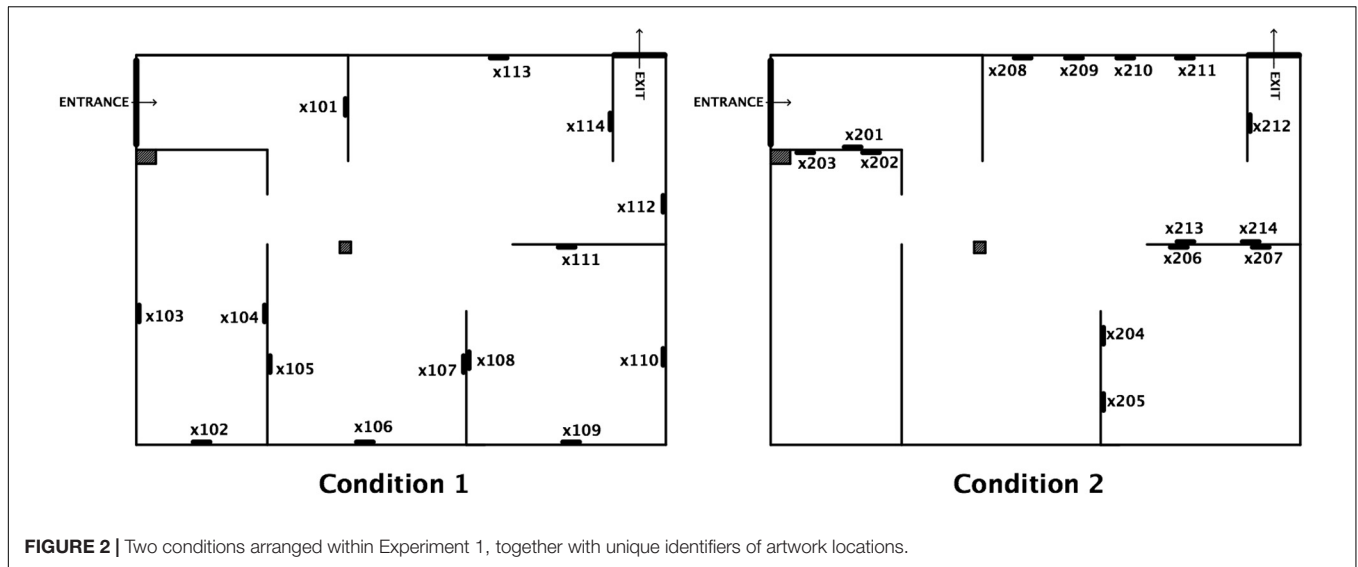 ENTRANCE
EXIT
x101
x113
x114
x112
x111
x103
x104
x105
x107
x108
x110
x102
x106
x109
Condition 1
ENTRANCE
EXIT
x208
x209
x210
x211
x201
x203
x202
x212
x213
x214
x206
x207
x204
x205
Condition 2
FIGURE 2 | Two conditions arranged within Experiment 1, together with unique identifiers of artwork locations.